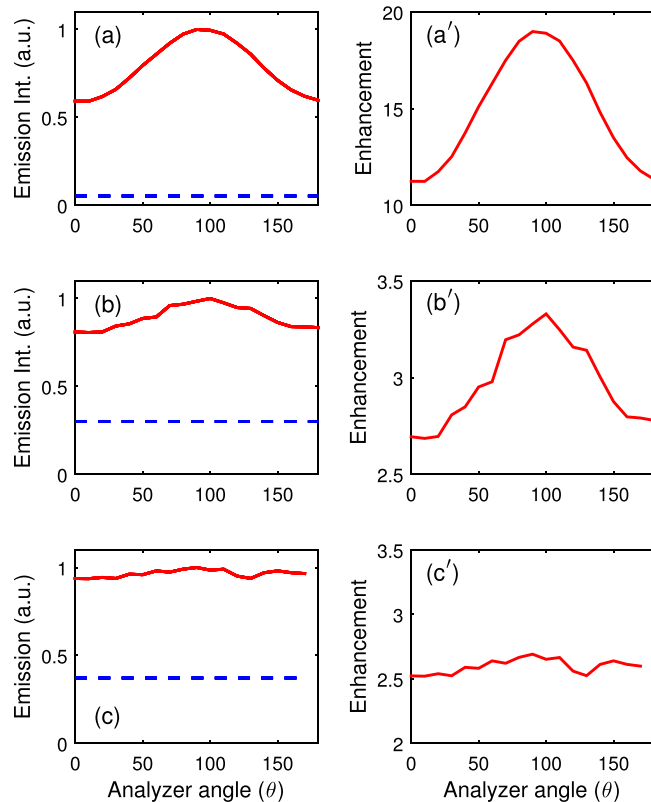 (a)
Emission Int. (a.u.)
1
0.5
0
0 50 100 150
(a′)
Enhancement
20
15
10
0 50 100 150
(b)
Emission Int. (a.u.)
1
0.5
0
0 50 100 150
(b′)
Enhancement
3.5
3
2.5
0 50 100 150
(c)
Emission (a.u.)
1
0.5
0
0 50 100 150
Analyzer angle (θ)
(c′)
Enhancement
3.5
3
2.5
2
0 50 100 150
Analyzer angle (θ)